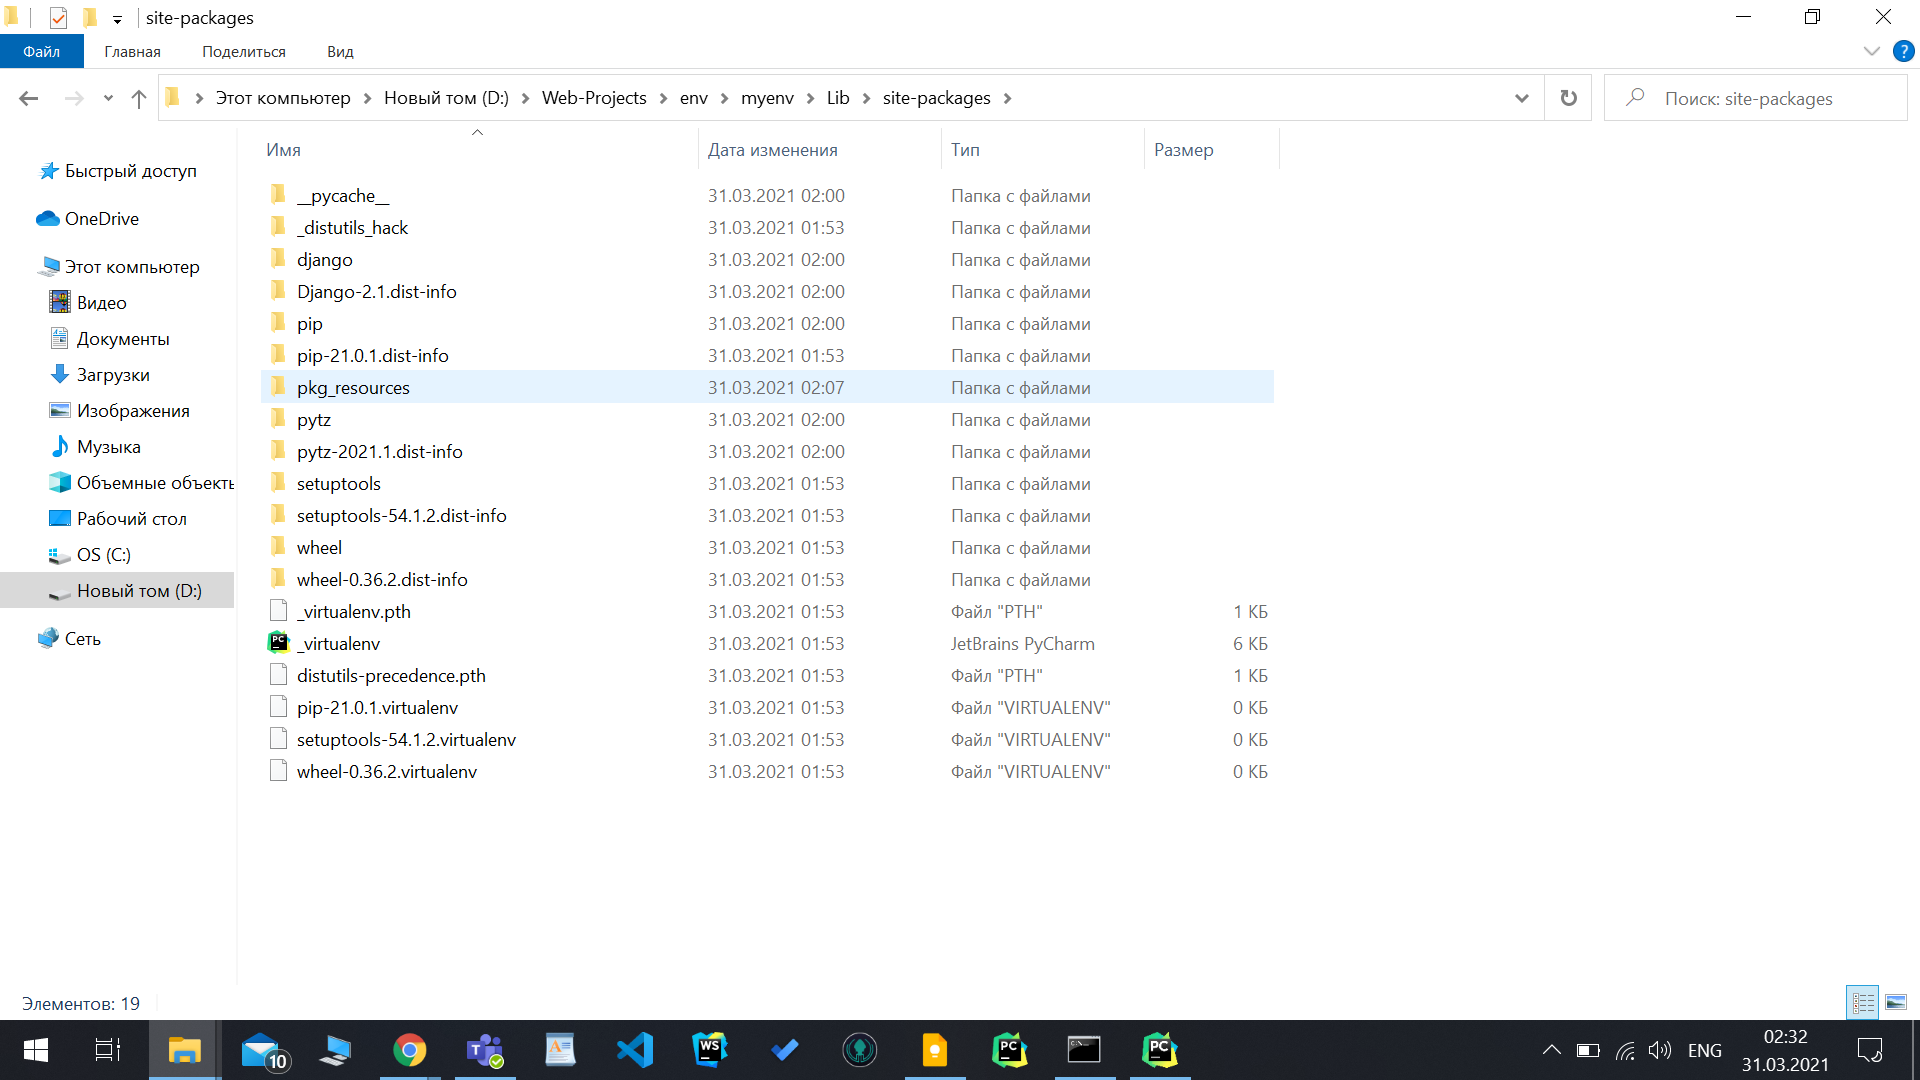 site-packages
Файл Главная Поделиться Вид
Этот компьютер Новый том (D:) Web-Projects env myenv Lib site-packages Поиск: site-packages
Имя Дата изменения Тип Размер
Быстрый доступ
OneDrive
Этот компьютер
Видео
Документы
Загрузки
Изображения
Музыка
Объемные объекты
Рабочий стол
OS (C:)
Новый том (D:)
Сеть
__pycache__ 31.03.2021 02:00 Папка с файлами
_distutils_hack 31.03.2021 01:53 Папка с файлами
django 31.03.2021 02:00 Папка с файлами
Django-2.1.dist-info 31.03.2021 02:00 Папка с файлами
pip 31.03.2021 02:00 Папка с файлами
pip-21.0.1.dist-info 31.03.2021 01:53 Папка с файлами
pkg_resources 31.03.2021 02:07 Папка с файлами
pytz 31.03.2021 02:00 Папка с файлами
pytz-2021.1.dist-info 31.03.2021 02:00 Папка с файлами
setuptools 31.03.2021 01:53 Папка с файлами
setuptools-54.1.2.dist-info 31.03.2021 01:53 Папка с файлами
wheel 31.03.2021 01:53 Папка с файлами
wheel-0.36.2.dist-info 31.03.2021 01:53 Папка с файлами
_virtualenv.pth 31.03.2021 01:53 Файл "PTH" 1 КБ
_virtualenv 31.03.2021 01:53 JetBrains PyCharm 6 КБ
distutils-precedence.pth 31.03.2021 01:53 Файл "PTH" 1 КБ
pip-21.0.1.virtualenv 31.03.2021 01:53 Файл "VIRTUALENV" 0 КБ
setuptools-54.1.2.virtualenv 31.03.2021 01:53 Файл "VIRTUALENV" 0 КБ
wheel-0.36.2.virtualenv 31.03.2021 01:53 Файл "VIRTUALENV" 0 КБ
Элементов: 19
10
WS
PC
C:\
PC
ENG
02:32
31.03.2021